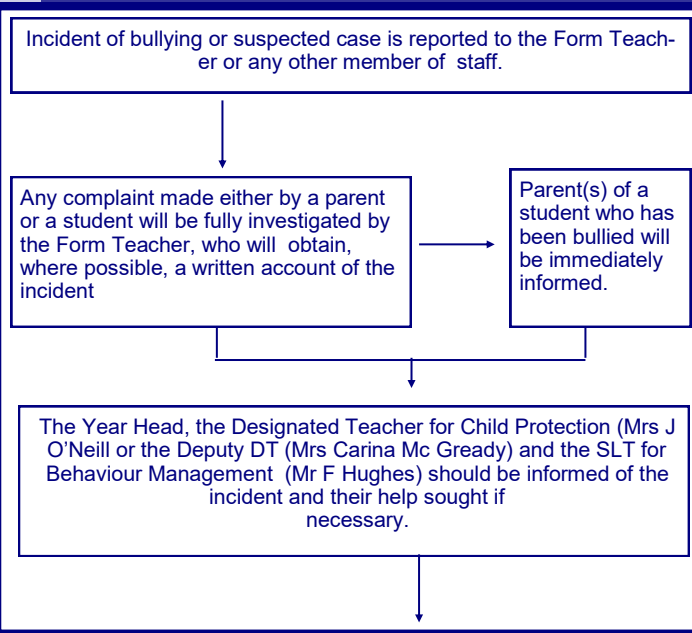 Incident of bullying or suspected case is reported to the Form Teach-
er or any other member of  staff.
Any complaint made either by a parent
or a student will be fully investigated by
the Form Teacher, who will  obtain,
where possible, a written account of the
incident
Parent(s) of a
student who has
been bullied will
be immediately
informed.
The Year Head, the Designated Teacher for Child Protection (Mrs J
O’Neill or the Deputy DT (Mrs Carina Mc Gready) and the SLT for
Behaviour Management  (Mr F Hughes) should be informed of the
incident and their help sought if
necessary.